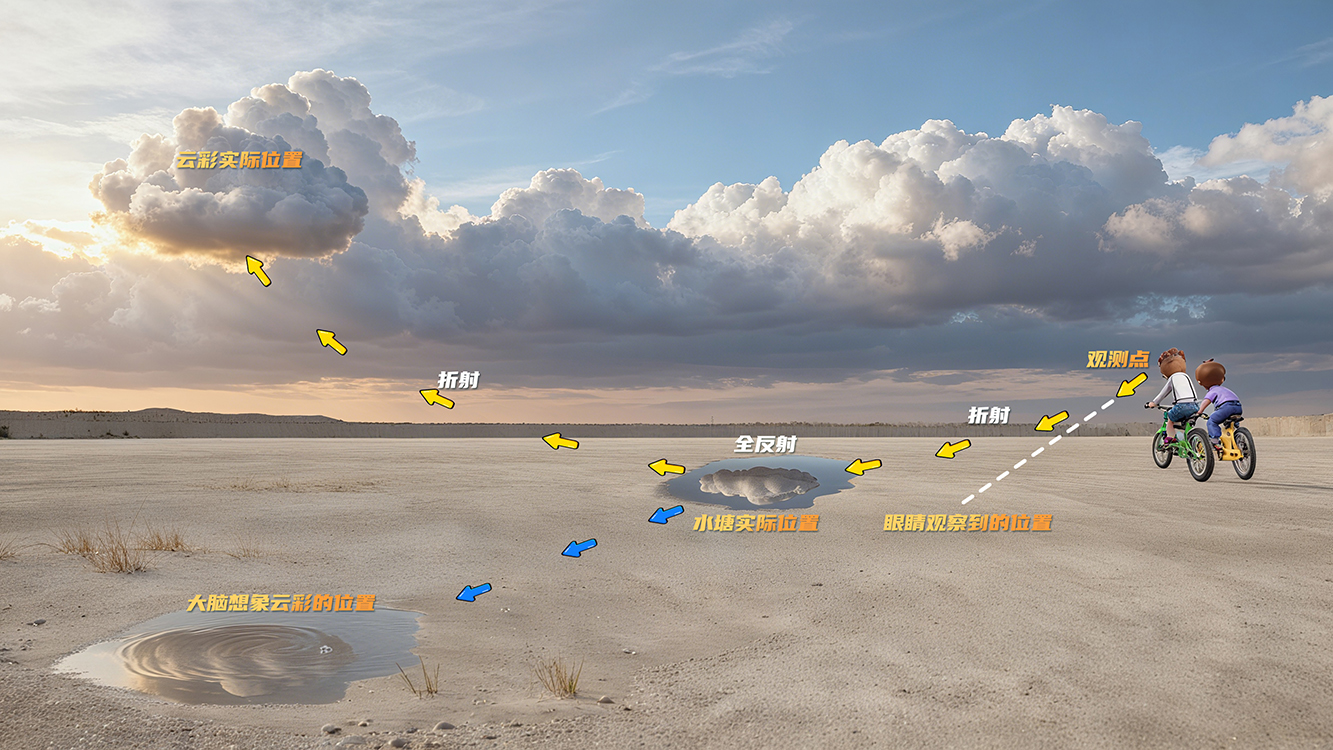 云彩实际位置
观测点
折射
折射
全反射
水塘实际位置
眼睛观察到的位置
大脑想象云彩的位置